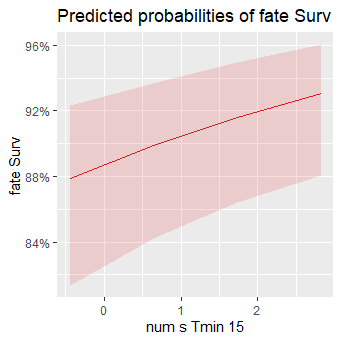 Predicted probabilities of fate Surv
96%
92%
88%
84%
fate Surv
0 1 2
num s Tmin 15